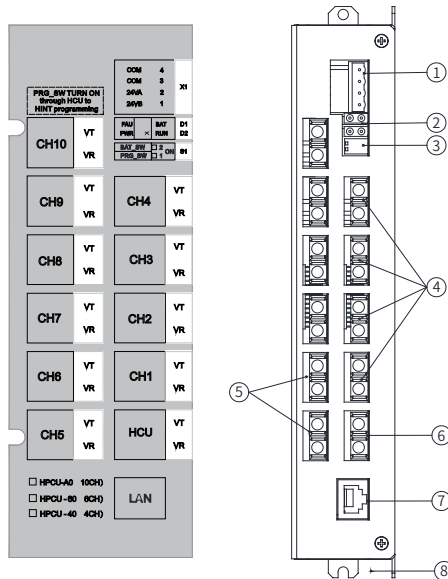 COM 4
COM 3
24VA 2
24VB 1
X1
PRG_SW TURN ON
through HCU to
HINT programming
FAU BAT D1
PWR × RUN D2
BAT_SW 2
PRG_SW 1
ON
S1
CH10 VT
VR
CH9 VT
VR
CH4 VT
VR
CH8 VT
VR
CH3 VT
VR
CH7 VT
VR
CH2 VT
VR
CH6 VT
VR
CH1 VT
VR
CH5 VT
VR
HCU VT
VR
HPCU-A0 10CH)
HPCU-60 6CH)
HPCU-40 4CH)
LAN
1
2
3
4
5
6
7
8